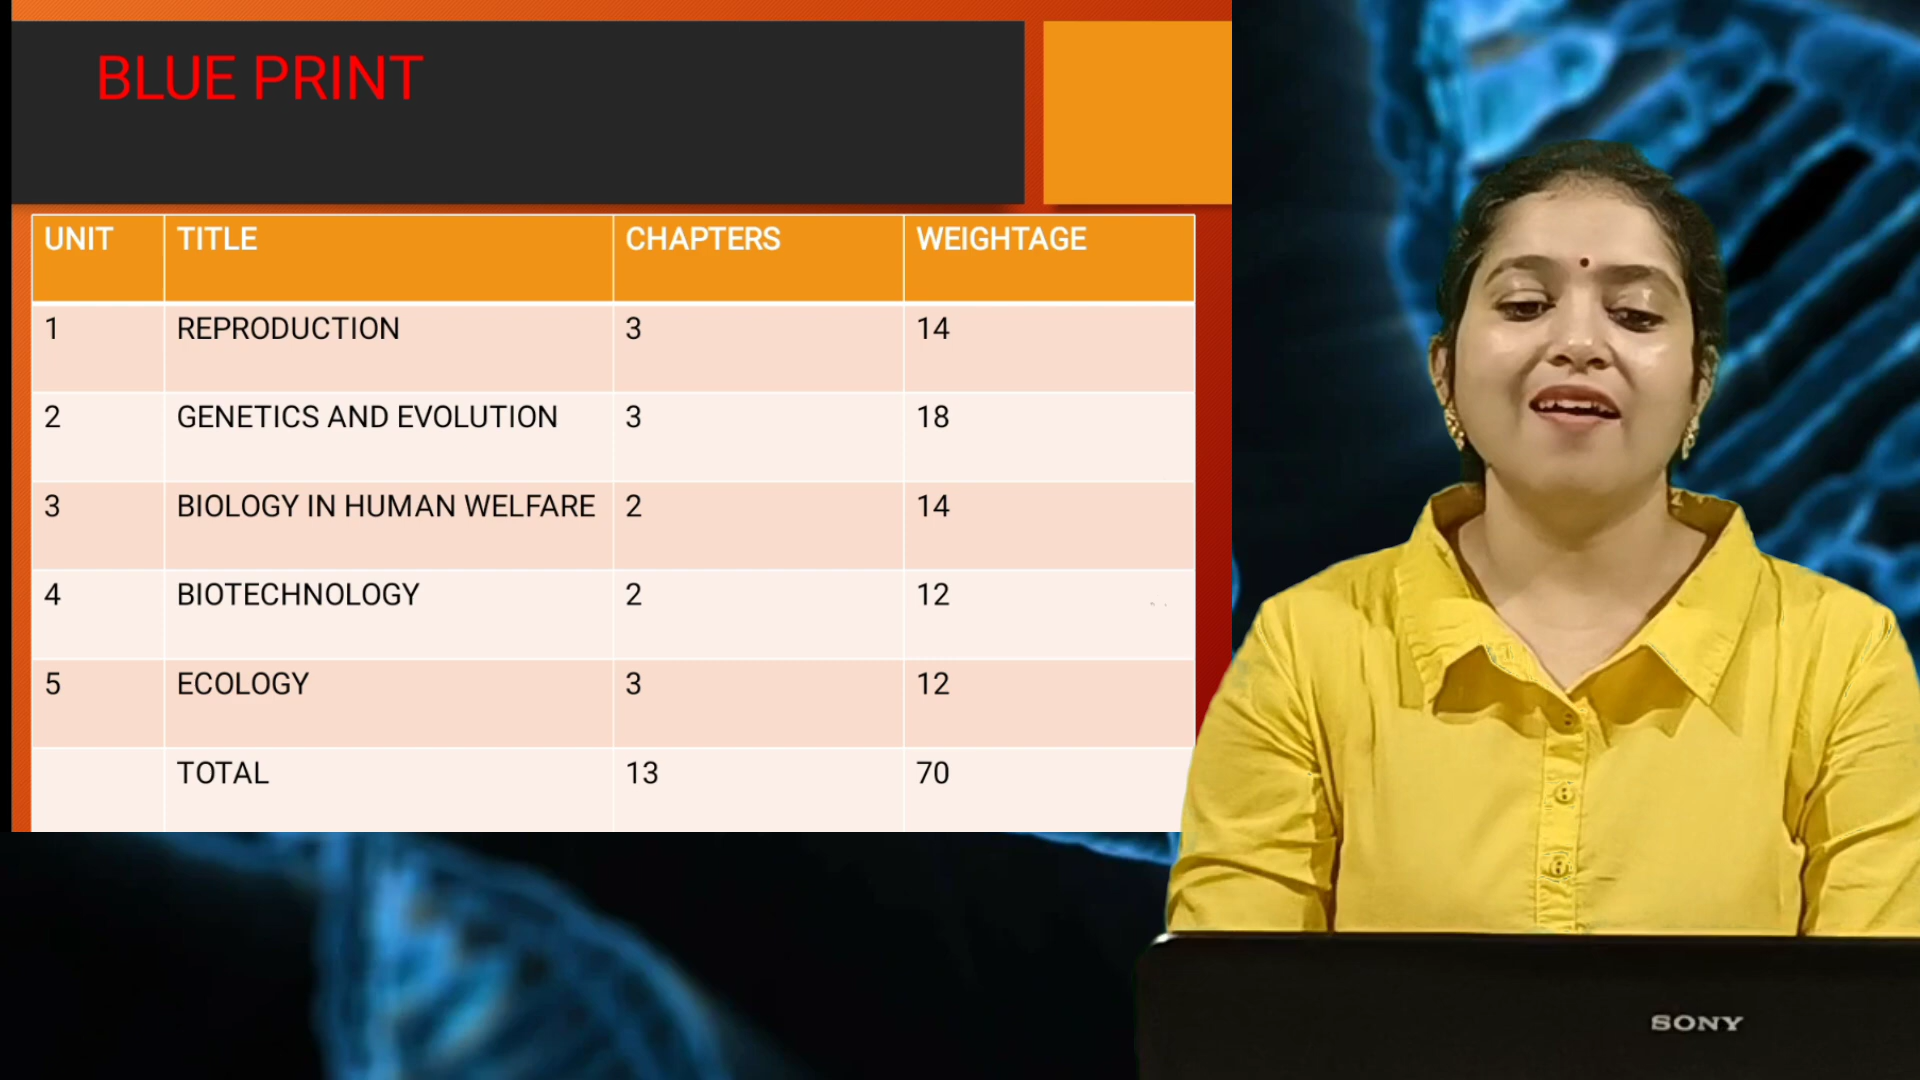 BLUE PRINT
UNIT TITLE CHAPTERS WEIGHTAGE
1 REPRODUCTION 3 14
2 GENETICS AND EVOLUTION 3 18
3 BIOLOGY IN HUMAN WELFARE 2 14
4 BIOTECHNOLOGY 2 12
5 ECOLOGY 3 12
TOTAL 13 70
SONY